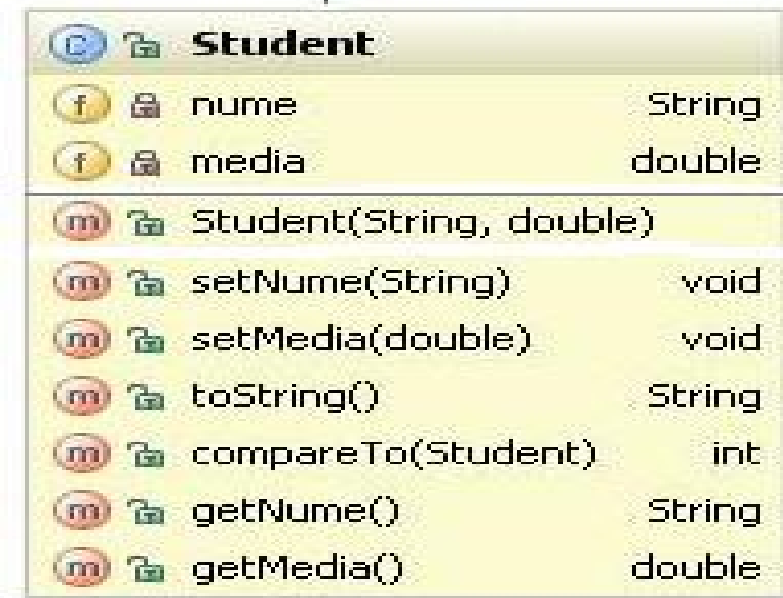 C Student
f nume String
f media double
m Student(String, double)
m setNume(String) void
m setMedia(double) void
m toString() String
m compareTo(Student) int
m getNume() String
m getMedia() double